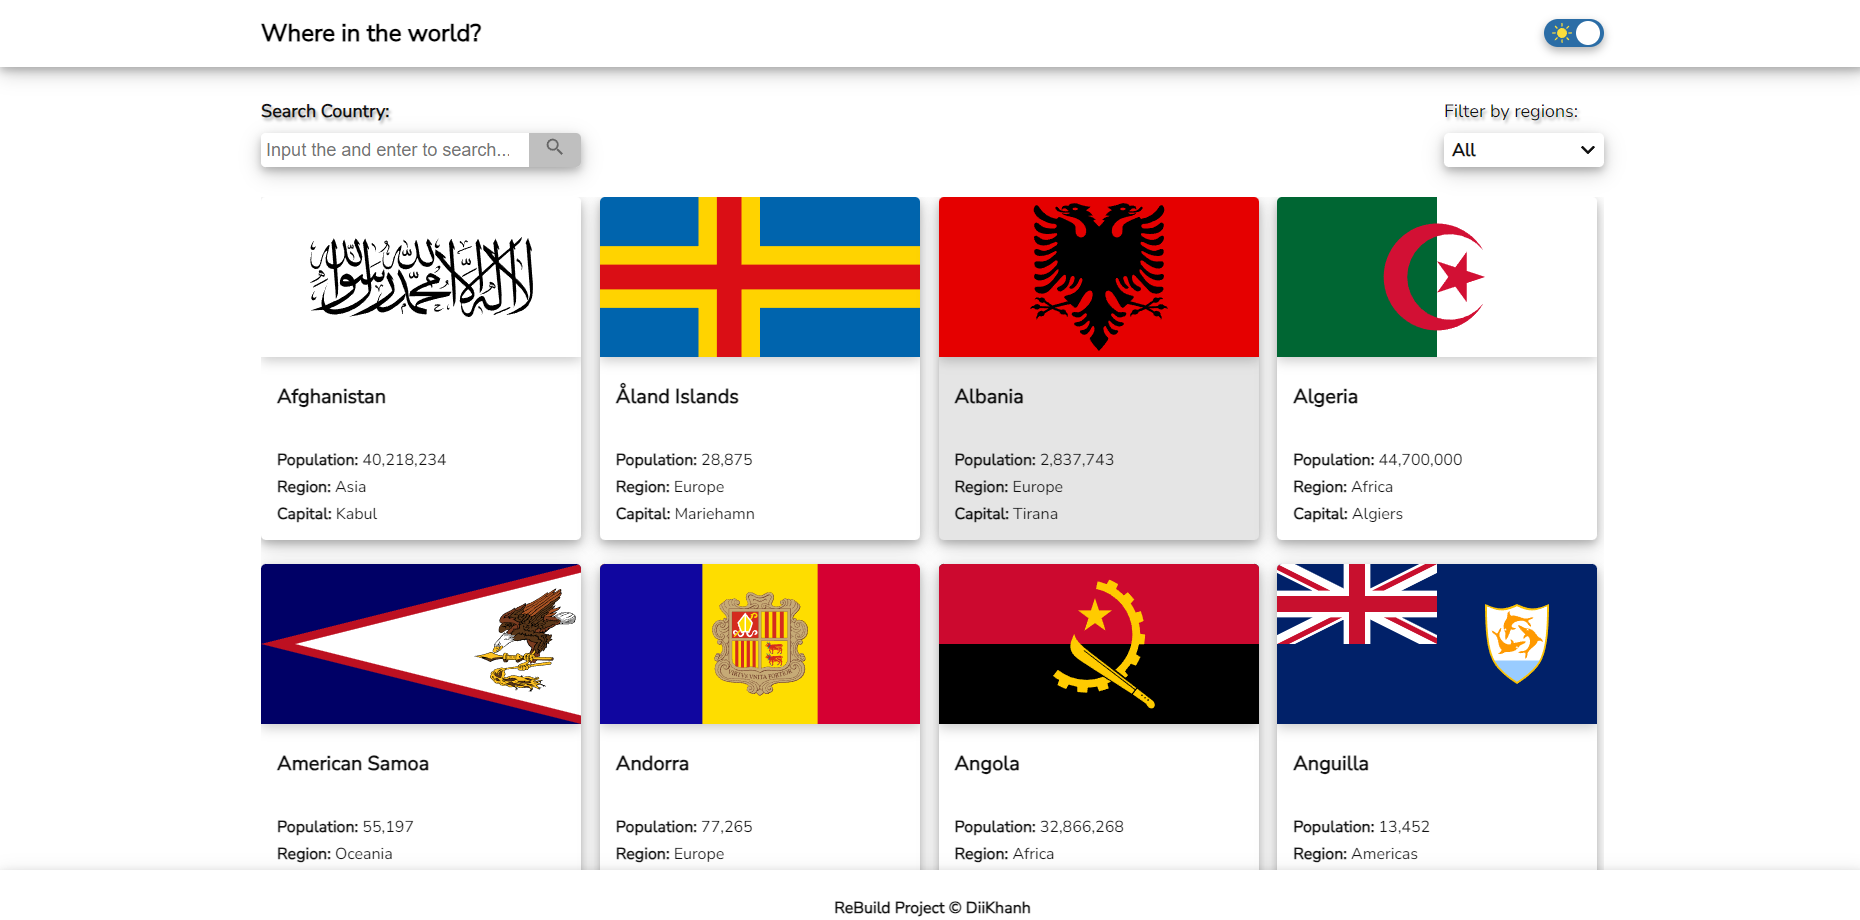 Where in the world?
Search Country:
Filter by regions:
Input the and enter to search...
All
لا إله إلا الله محمد رسول الله
Afghanistan
Population: 40,218,234
Region: Asia
Capital: Kabul
Åland Islands
Population: 28,875
Region: Europe
Capital: Mariehamn
Albania
Population: 2,837,743
Region: Europe
Capital: Tirana
Algeria
Population: 44,700,000
Region: Africa
Capital: Algiers
American Samoa
Population: 55,197
Region: Oceania
VIRTVS VNITA FORTIOR
Andorra
Population: 77,265
Region: Europe
Angola
Population: 32,866,268
Region: Africa
Anguilla
Population: 13,452
Region: Americas
ReBuild Project © DiiKhanh